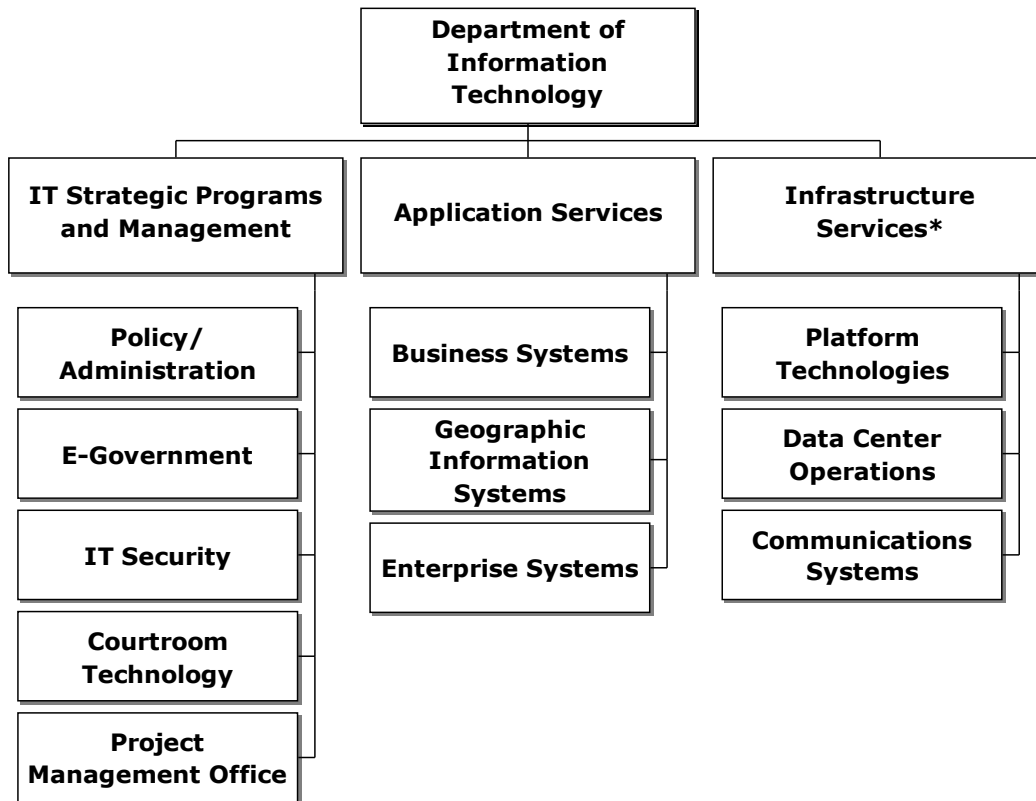 Department of
Information
Technology
IT Strategic Programs
and Management
Application Services
Infrastructure
Services*
Policy/
Administration
E-Government
IT Security
Courtroom
Technology
Project
Management Office
Business Systems
Geographic
Information
Systems
Enterprise Systems
Platform
Technologies
Data Center
Operations
Communications
Systems